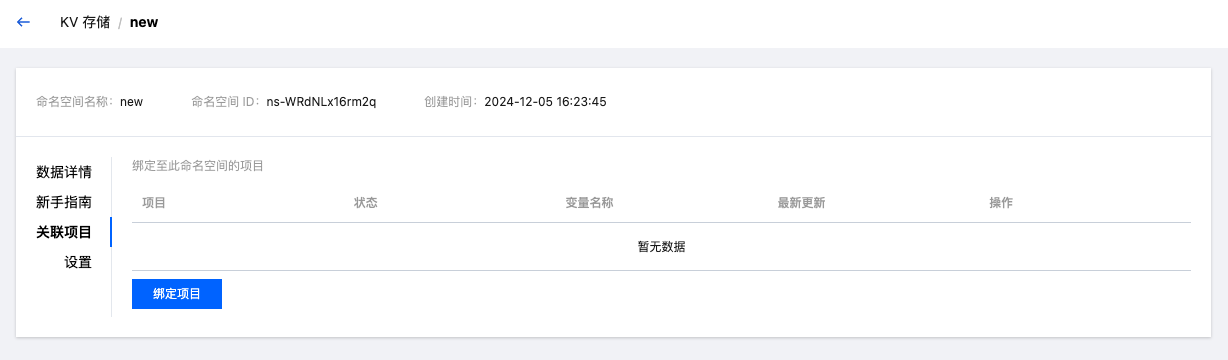 KV 存储 / new
命名空间名称: new 命名空间 ID: ns-WRdNLx16rm2q 创建时间: 2024-12-05 16:23:45
数据详情
新手指南
关联项目
设置
绑定至此命名空间的项目
项目 状态 变量名称 最新更新 操作
暂无数据
绑定项目